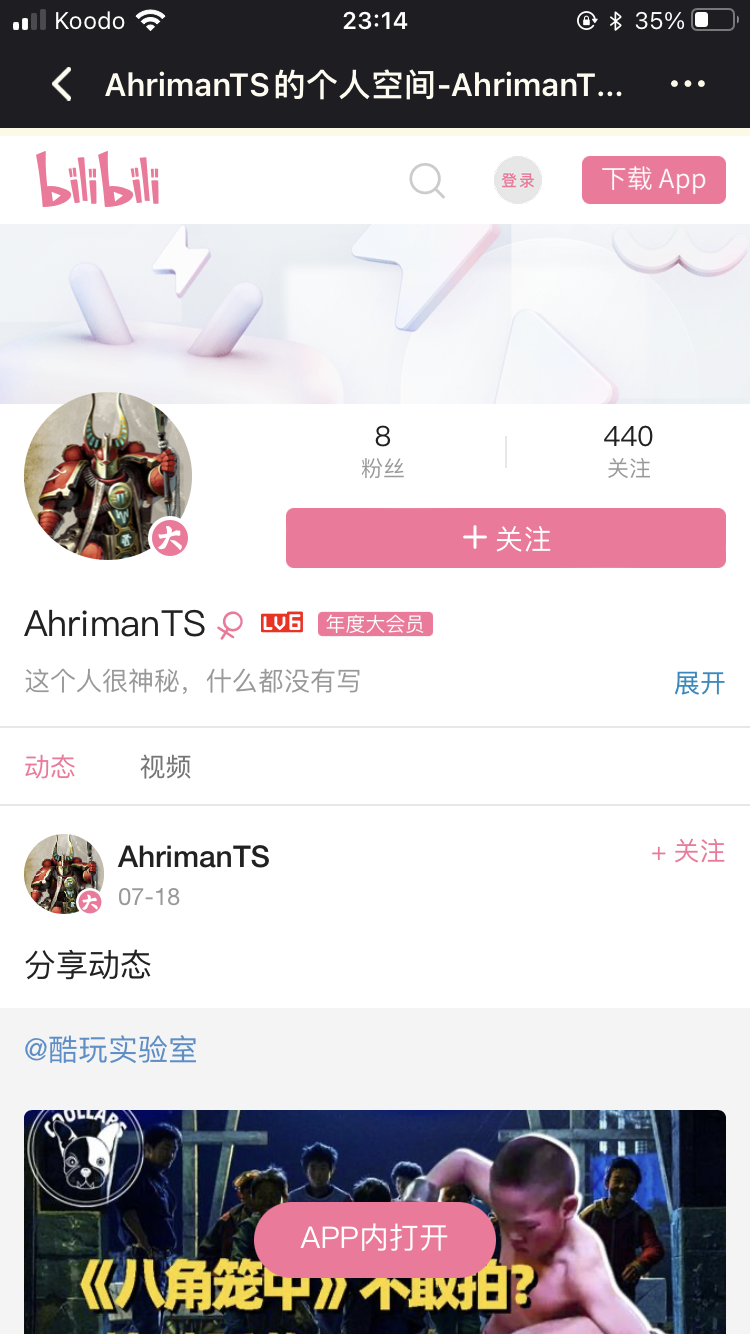 Koodo 23:14 35%
AhrimanTS的个人空间-AhrimanT...
bilibili 登录 下载 App
8 440
粉丝 关注
+ 关注
大
AhrimanTS LV6 年度大会员
这个人很神秘，什么都没有写 展开
动态 视频
AhrimanTS + 关注
大 07-18
分享动态
@酷玩实验室
COOLLABS
APP内打开
《八角笼中》不敢拍?